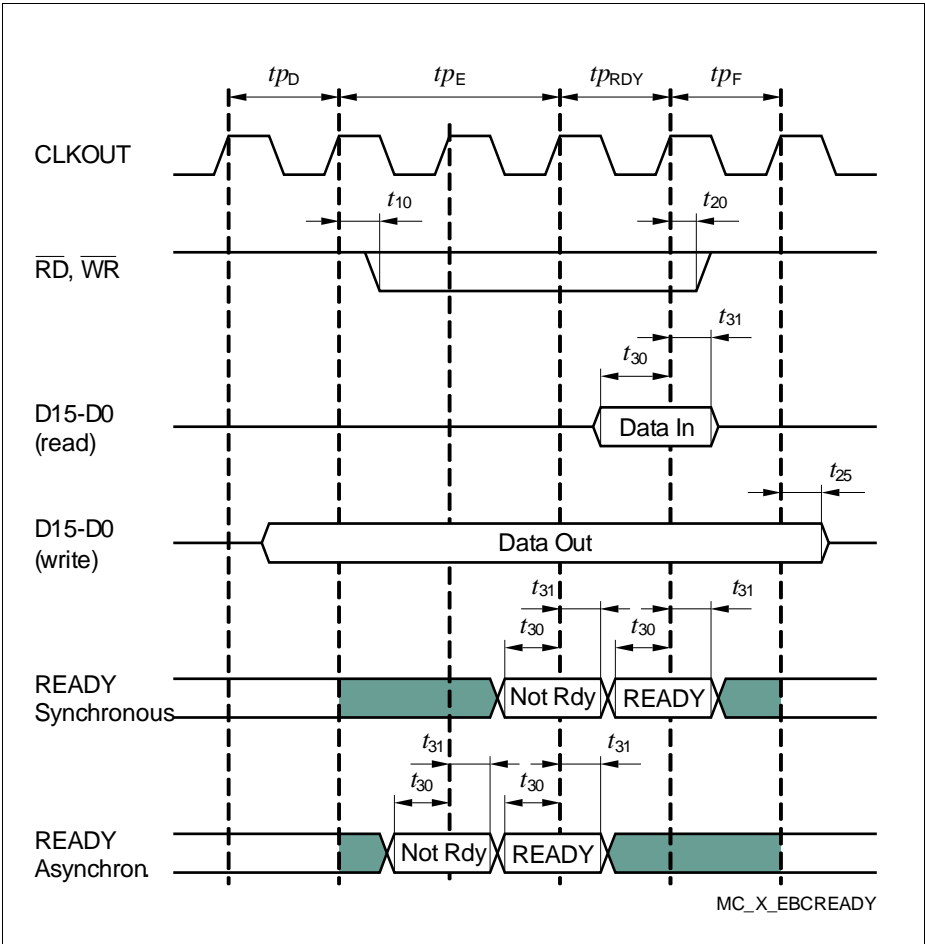 tpD tpE tpRDY tpF
CLKOUT
t10 t20
RD, WR
t31
t30
D15-D0
(read)
Data In
t25
D15-D0
(write)
Data Out
t31 t31
t30 t30
READY
Synchronous
Not Rdy READY
t31 t31
t30 t30
READY
Asynchron.
Not Rdy READY
MC_X_EBCREADY